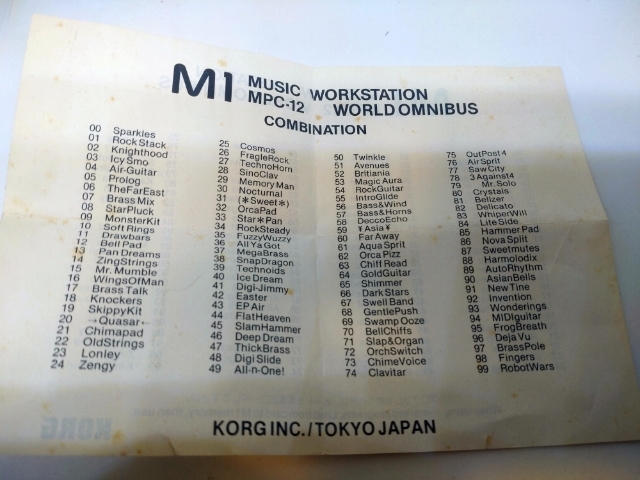 M1 MUSIC WORKSTATION
MPC-12 WORLD OMNIBUS
COMBINATION
00 Sparkles
01 Rock Stack
02 Knighthood
03 Icy Smo
04 Air-Guitar
05 Prolog
06 TheFarEast
07 Brass Mix
08 StarPluck
09 MonsterKit
10 Soft Rings
11 Drawbars
12 Bell Pad
13 Pan Dreams
14 ZingStrings
15 Mr. Mumble
16 WingsOfMan
17 Brass Talk
18 Knockers
19 SkippyKit
20 →Quasar←
21 Chimapad
22 OldStrings
23 Lonley
24 Zengy
25 Cosmos
26 FragleRock
27 TechnoHorn
28 SinoClav
29 Memory Man
30 Nocturnal
31 (*Sweet*)
32 OrcaPad
33 Star*Pan
34 RockSteady
35 FuzzyWuzzy
36 All Ya Got
37 MegaBrass
38 SnapDragon
39 Technoids
40 Ice Dream
41 Digi-Jimmy
42 Easter
43 EP Air
44 FlatHeaven
45 SlamHammer
46 Deep Dream
47 ThickBrass
48 Digi Slide
49 All-n-One!
50 Twinkle
51 Avenues
52 Brittania
53 Magic Aura
54 RockGuitar
55 IntroGlide
56 Bass&Wind
57 Bass&Horns
58 DeccoEcho
59 ¥Asia¥
60 Far Away
61 Aqua Sprit
62 Orca Pizz
63 Chiff Read
64 GoldGuitar
65 Shimmer
66 Dark Stars
67 Swell Band
68 GentlePush
69 Swamp Ooze
70 BellChiffs
71 Slap&Organ
72 OrchSwitch
73 ChimeVoice
74 Clavitar
75 OutPost 4
76 Air Sprit
77 Saw City
78 3 Against 4
79 Mr. Solo
80 Crystals
81 Belizer
82 Delicato
83 WhiperWill
84 Lite Side
85 Hammer Pad
86 Nova Split
87 Sweetmutes
88 Harmolodix
89 AutoRhythm
90 AsianBells
91 New Tine
92 Invention
93 Wonderings
94 MIDIguitar
95 FrogBreath
96 Deja Vu
97 BrassPole
98 Fingers
99 RobotWars
KORG INC./TOKYO JAPAN
KORG